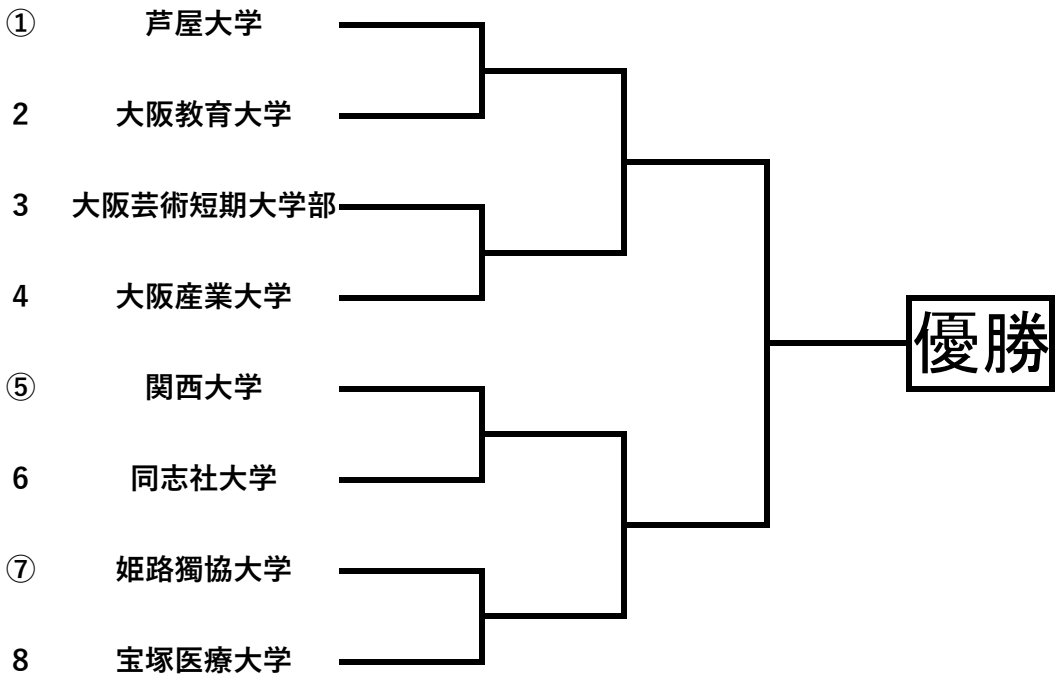 ① 芦屋大学
2 大阪教育大学
3 大阪芸術短期大学部
4 大阪産業大学
優勝
⑤ 関西大学
6 同志社大学
⑦ 姫路獨協大学
8 宝塚医療大学